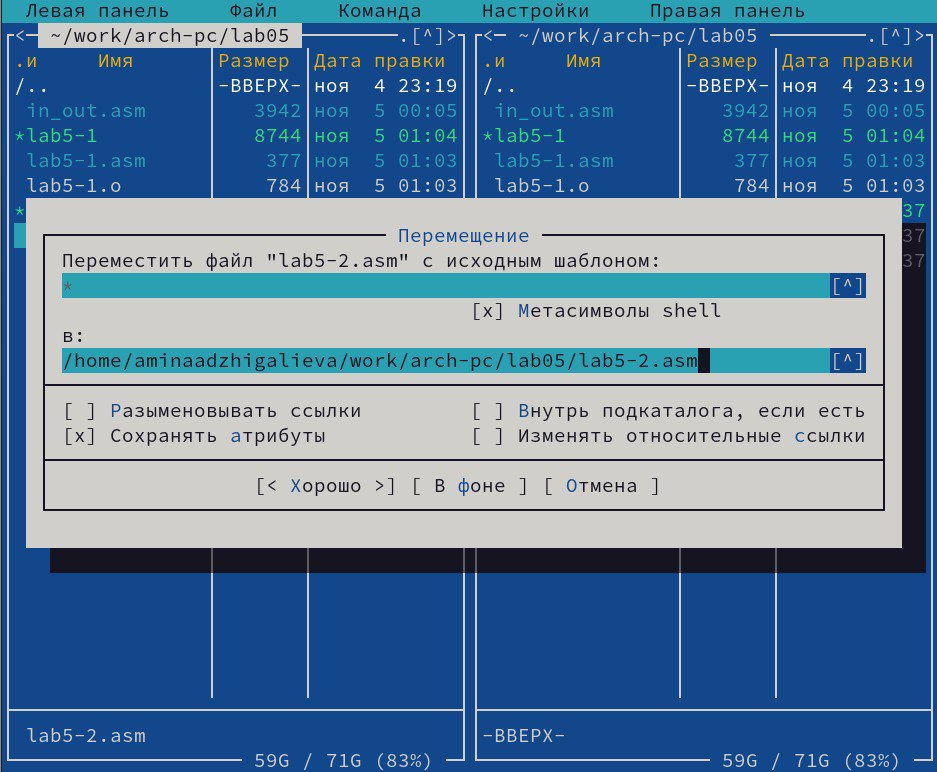 Левая панель Файл Команда Настройки Правая панель
<─ ~/work/arch-pc/lab05 .[^]> <─ ~/work/arch-pc/lab05 .[^]>
.и Имя Размер Дата правки .и Имя Размер Дата правки
/.. -ВВЕРХ- ноя 4 23:19 /.. -ВВЕРХ- ноя 4 23:19
in_out.asm 3942 ноя 5 00:05 in_out.asm 3942 ноя 5 00:05
*lab5-1 8744 ноя 5 01:04 *lab5-1 8744 ноя 5 01:04
lab5-1.asm 377 ноя 5 01:03 lab5-1.asm 377 ноя 5 01:03
lab5-1.o 784 ноя 5 01:03 lab5-1.o 784 ноя 5 01:03
* 37
Перемещение 37
Переместить файл "lab5-2.asm" с исходным шаблоном: 37
* [^]
[x] Метасимволы shell
в:
/home/aminaadzhigalieva/work/arch-pc/lab05/lab5-2.asm [^]
[ ] Разыменовывать ссылки [ ] Внутрь подкаталога, если есть
[x] Сохранять атрибуты [ ] Изменять относительные ссылки
[< Хорошо >] [ В фоне ] [ Отмена ]
lab5-2.asm -ВВЕРХ-
59G / 71G (83%) 59G / 71G (83%)